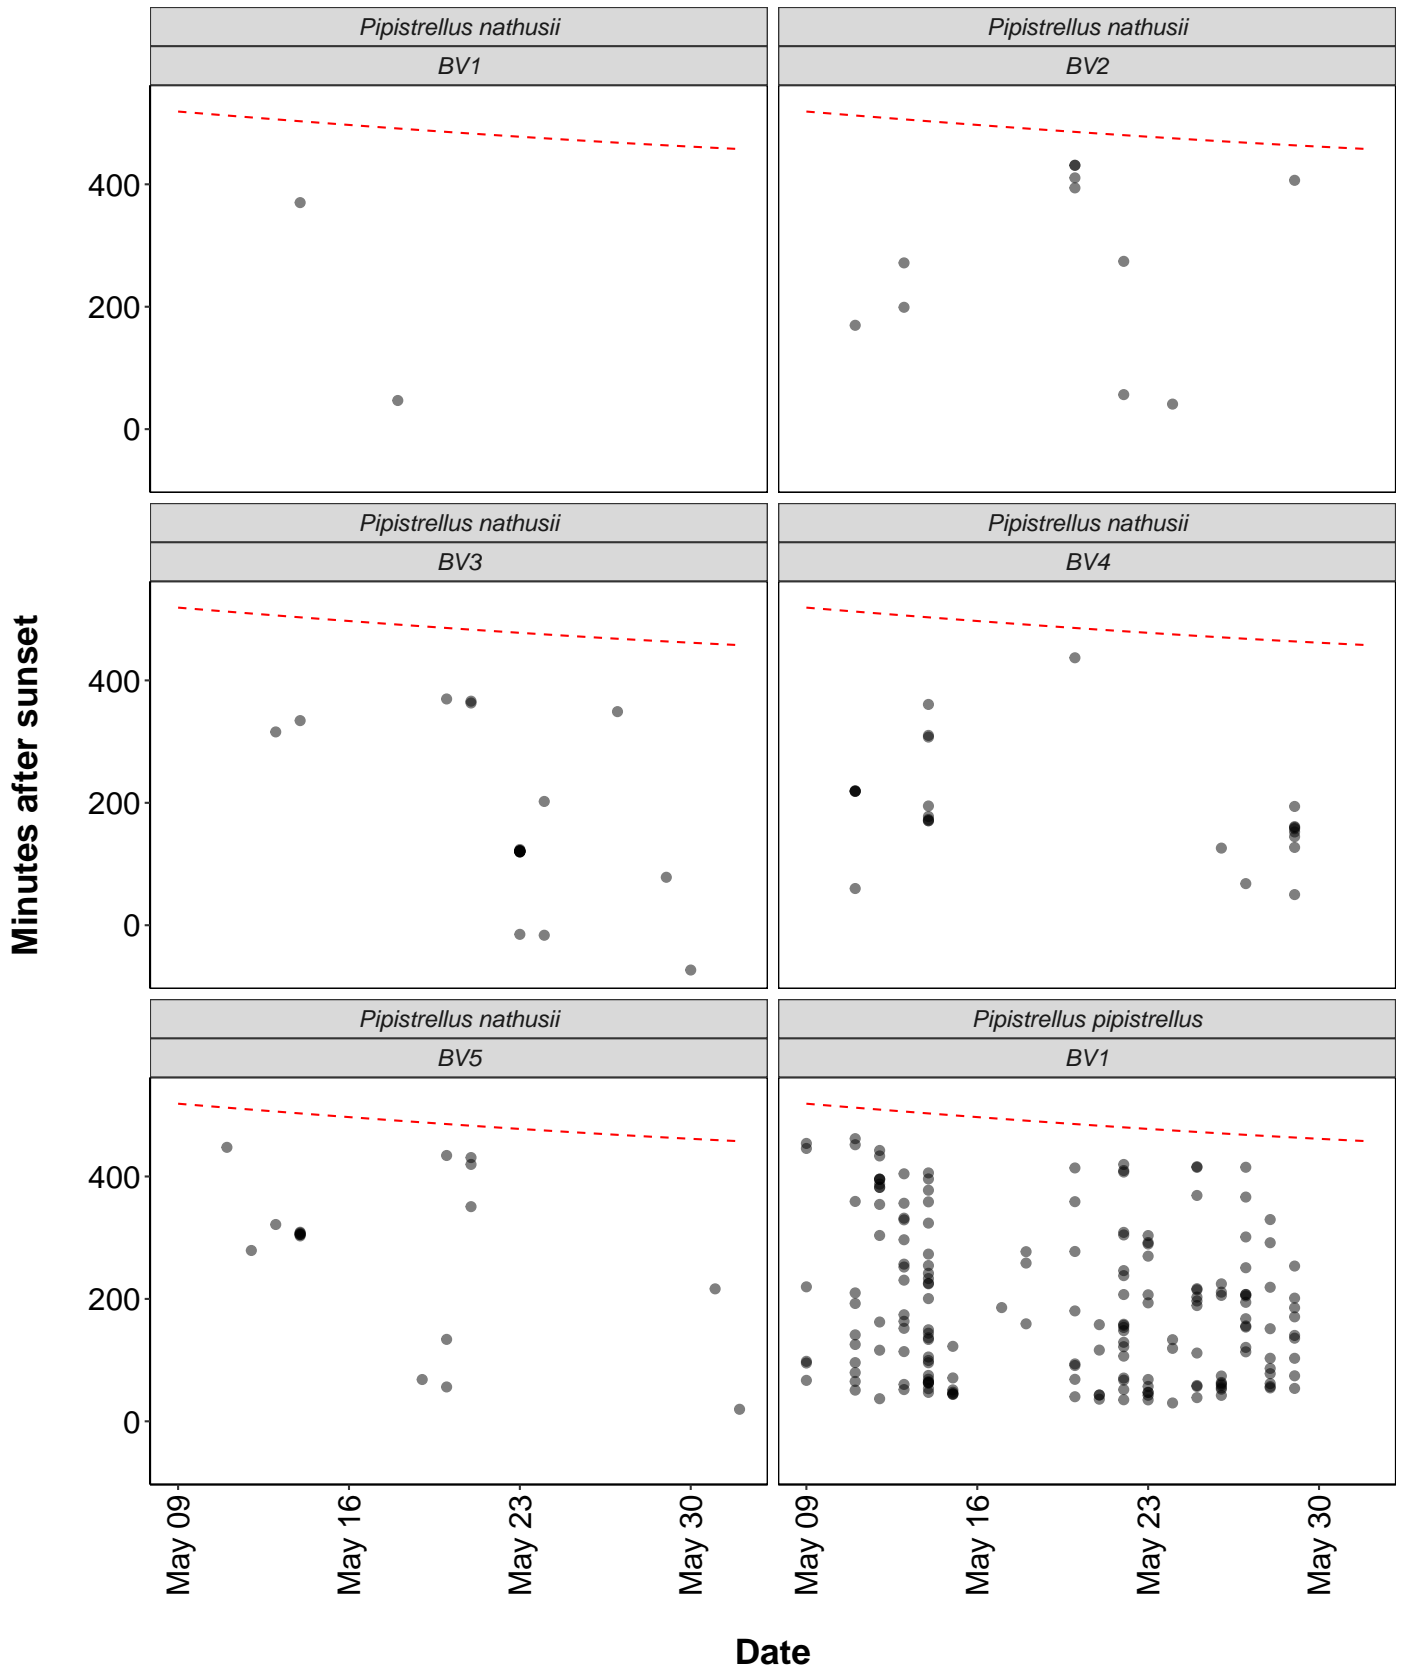 Pipistrellus nathusii
Pipistrellus nathusii
BV1
BV2
400
200
0
Pipistrellus nathusii
Pipistrellus nathusii
BV3
BV4
400
200
0
Minutes after sunset
Pipistrellus nathusii
Pipistrellus pipistrellus
BV5
BV1
400
200
0
May 09
May 16
May 23
May 30
May 09
May 16
May 23
May 30
Date